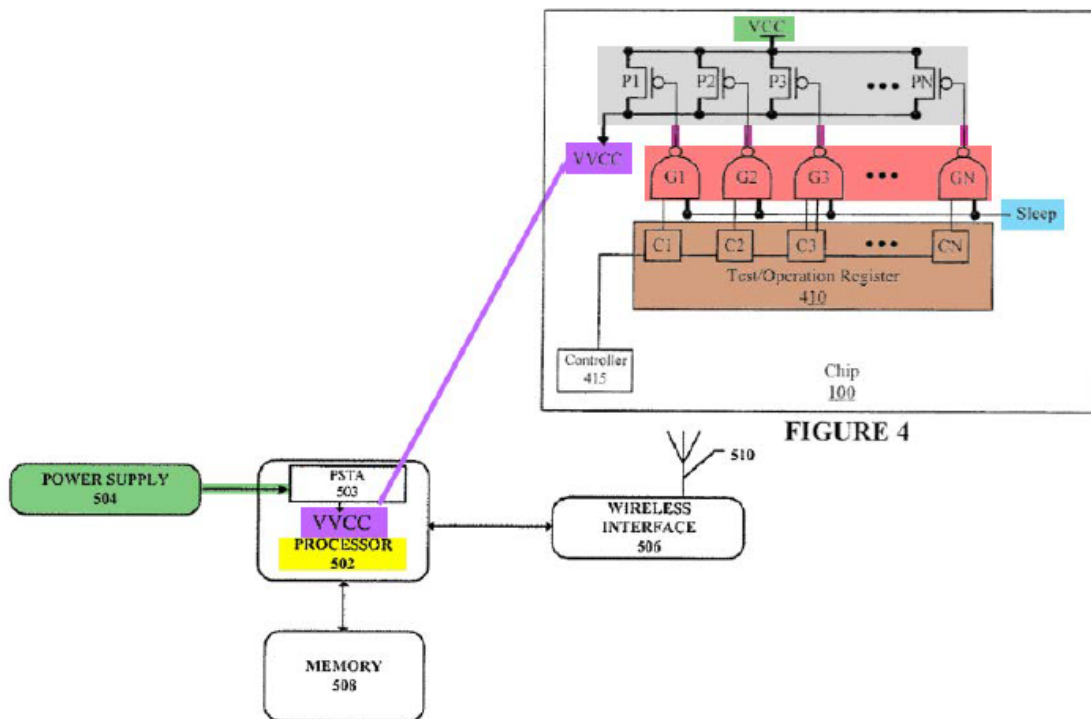 VCC
P1 P2 P3 ••• PN
VVCC
G1 G2 G3 ••• GN
Sleep
C1 C2 C3 ••• CN
Test/Operation Register
410
Controller
415
Chip
100
FIGURE 4
510
POWER SUPPLY
504
PSTA
503
VVCC
PROCESSOR
502
WIRELESS
INTERFACE
506
MEMORY
508